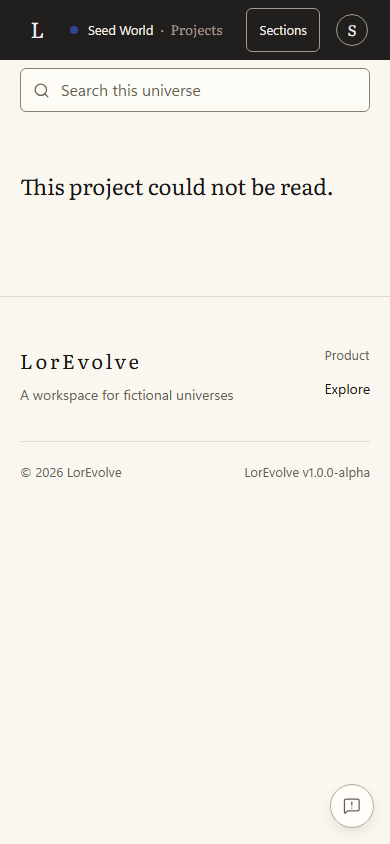 L
Seed World · Projects
Sections
S
Search this universe
This project could not be read.
LorEvolve
A workspace for fictional universes
Product
Explore
© 2026 LorEvolve
LorEvolve v1.0.0-alpha